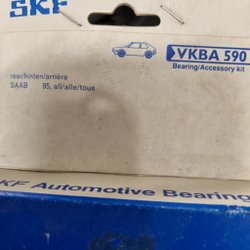 SKF
VKBA 590
Bearing/Accessory kit
rear/hinten/arrière
SAAB 95, all/alle/tous
KF Automotive Bearing